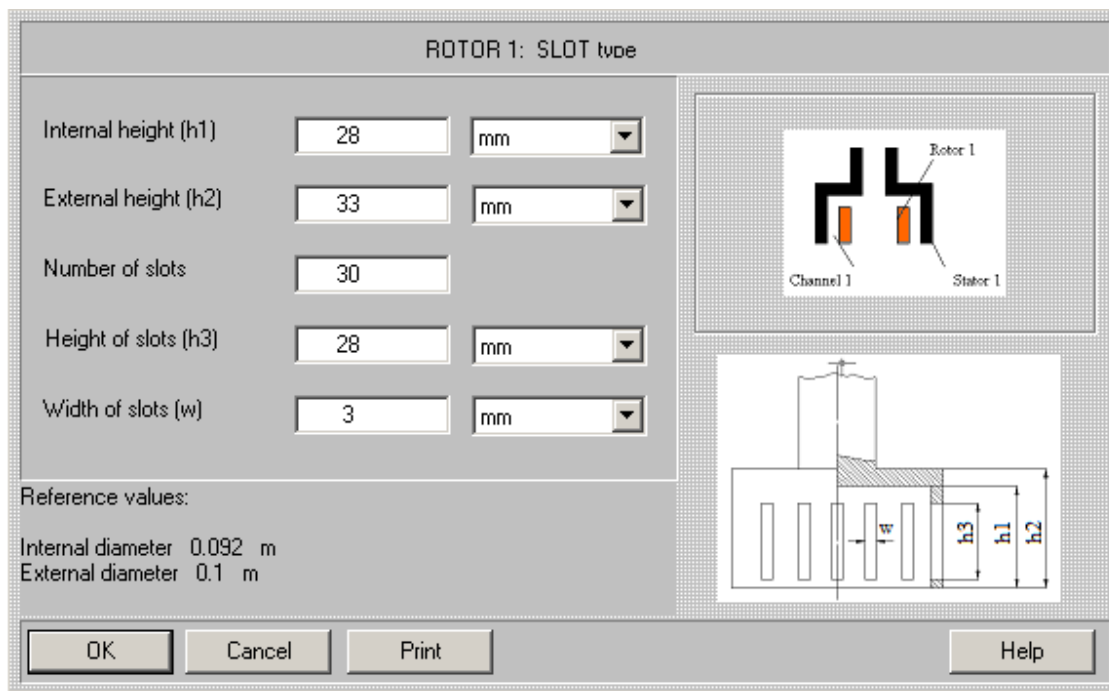 ROTOR 1: SLOT type
Internal height (h1) 28 mm
External height (h2) 33 mm
Number of slots 30
Height of slots (h3) 28 mm
Width of slots (w) 3 mm
Reference values:
Internal diameter 0.092 m
External diameter 0.1 m
Rotor 1
Channel 1 Stator 1
w h3 h1 h2
OK Cancel Print Help